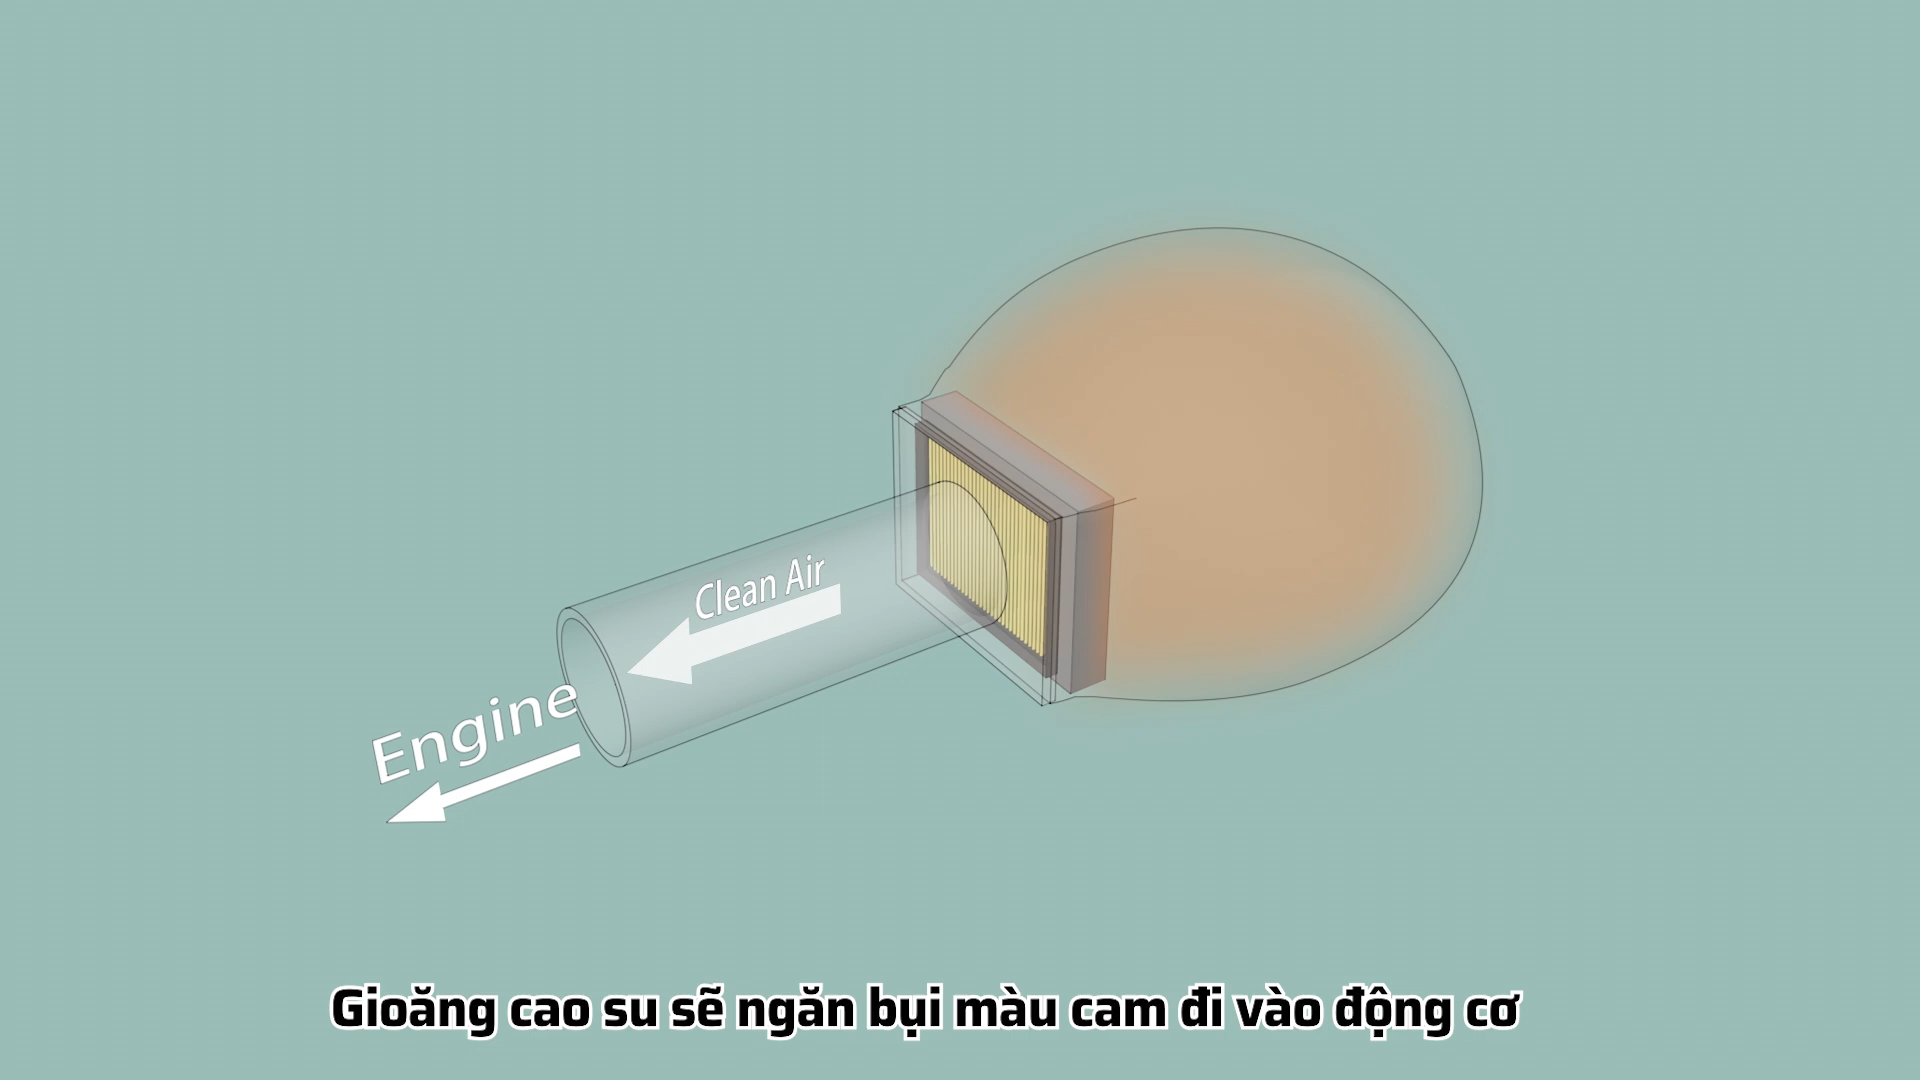 Clean Air
Engine
Gioăng cao su sẽ ngăn bụi màu cam đi vào động cơ